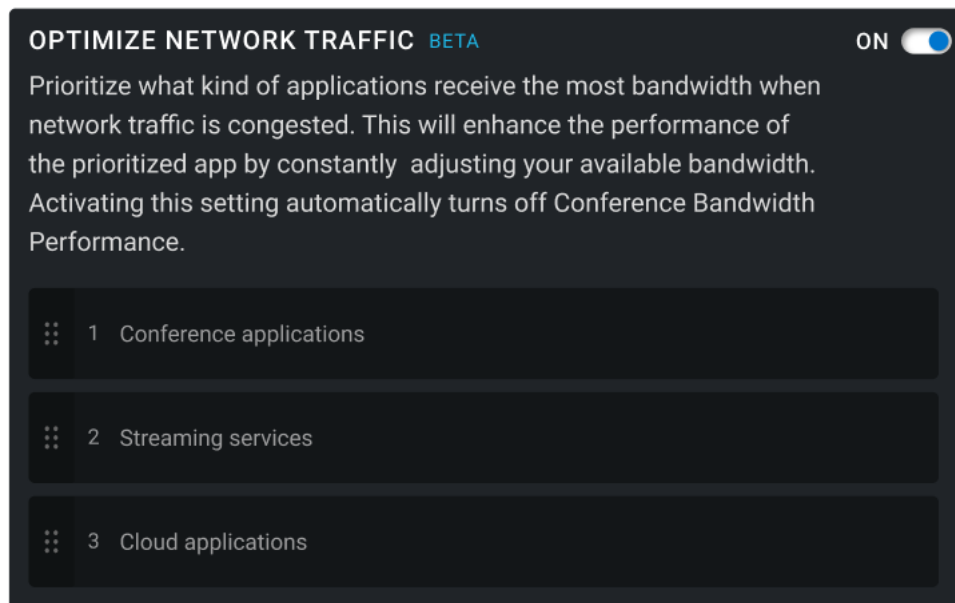 OPTIMIZE NETWORK TRAFFIC BETA ON
Prioritize what kind of applications receive the most bandwidth when
network traffic is congested. This will enhance the performance of
the prioritized app by constantly  adjusting your available bandwidth.
Activating this setting automatically turns off Conference Bandwidth
Performance.
1 Conference applications
2 Streaming services
3 Cloud applications